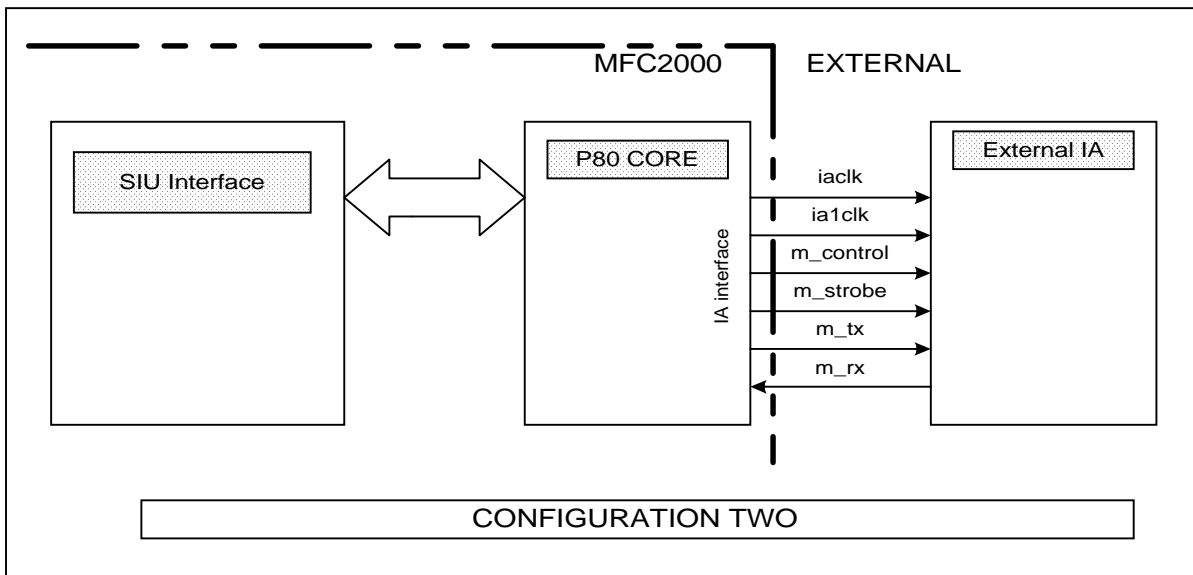 MFC2000
EXTERNAL
SIU Interface
P80 CORE
External IA
IA interface
iaclk
ia1clk
m_control
m_strobe
m_tx
m_rx
CONFIGURATION TWO